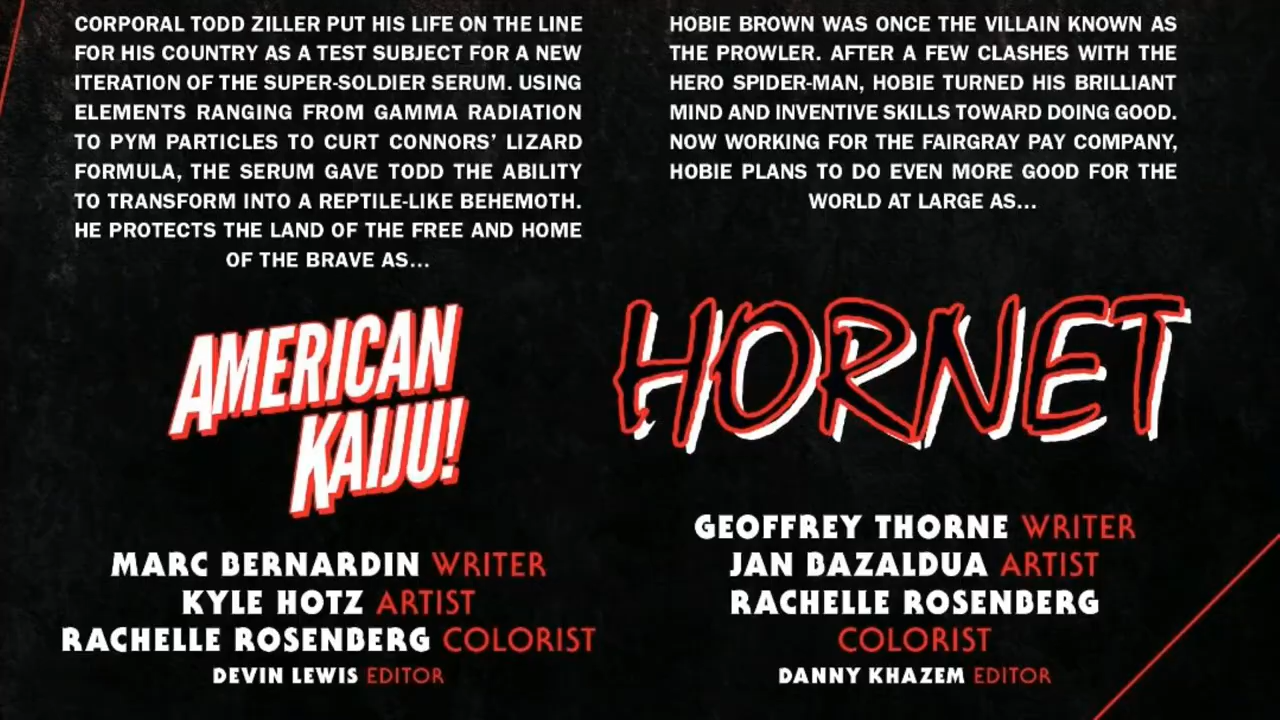 CORPORAL TODD ZILLER PUT HIS LIFE ON THE LINE
FOR HIS COUNTRY AS A TEST SUBJECT FOR A NEW
ITERATION OF THE SUPER-SOLDIER SERUM. USING
ELEMENTS RANGING FROM GAMMA RADIATION
TO PYM PARTICLES TO CURT CONNORS’ LIZARD
FORMULA, THE SERUM GAVE TODD THE ABILITY
TO TRANSFORM INTO A REPTILE-LIKE BEHEMOTH.
HE PROTECTS THE LAND OF THE FREE AND HOME
OF THE BRAVE AS...
AMERICAN
KAIJU!
MARC BERNARDIN WRITER
KYLE HOTZ ARTIST
RACHELLE ROSENBERG COLORIST
DEVIN LEWIS EDITOR
HOBIE BROWN WAS ONCE THE VILLAIN KNOWN AS
THE PROWLER. AFTER A FEW CLASHES WITH THE
HERO SPIDER-MAN, HOBIE TURNED HIS BRILLIANT
MIND AND INVENTIVE SKILLS TOWARD DOING GOOD.
NOW WORKING FOR THE FAIRGRAY PAY COMPANY,
HOBIE PLANS TO DO EVEN MORE GOOD FOR THE
WORLD AT LARGE AS...
HORNET
GEOFFREY THORNE WRITER
JAN BAZALDUA ARTIST
RACHELLE ROSENBERG
COLORIST
DANNY KHAZEM EDITOR